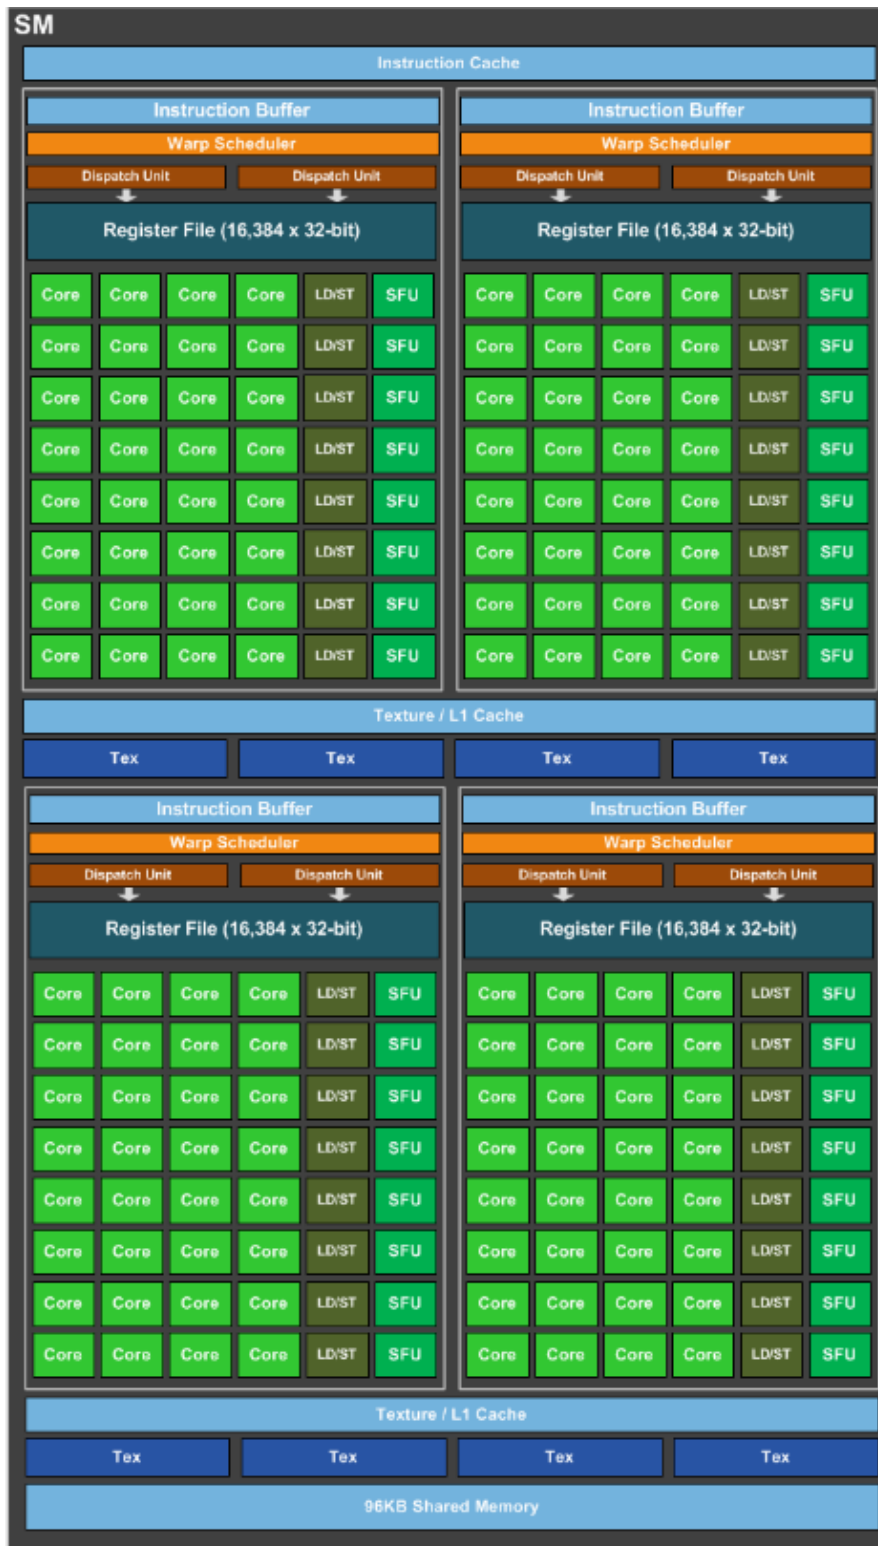 SM
Instruction Cache
Instruction Buffer Instruction Buffer
Warp Scheduler Warp Scheduler
Dispatch Unit Dispatch Unit Dispatch Unit Dispatch Unit
Register File (16,384 x 32-bit) Register File (16,384 x 32-bit)
Core Core Core Core LD/ST SFU Core Core Core Core LD/ST SFU
Core Core Core Core LD/ST SFU Core Core Core Core LD/ST SFU
Core Core Core Core LD/ST SFU Core Core Core Core LD/ST SFU
Core Core Core Core LD/ST SFU Core Core Core Core LD/ST SFU
Core Core Core Core LD/ST SFU Core Core Core Core LD/ST SFU
Core Core Core Core LD/ST SFU Core Core Core Core LD/ST SFU
Core Core Core Core LD/ST SFU Core Core Core Core LD/ST SFU
Core Core Core Core LD/ST SFU Core Core Core Core LD/ST SFU
Texture / L1 Cache
Tex Tex Tex Tex
Instruction Buffer Instruction Buffer
Warp Scheduler Warp Scheduler
Dispatch Unit Dispatch Unit Dispatch Unit Dispatch Unit
Register File (16,384 x 32-bit) Register File (16,384 x 32-bit)
Core Core Core Core LD/ST SFU Core Core Core Core LD/ST SFU
Core Core Core Core LD/ST SFU Core Core Core Core LD/ST SFU
Core Core Core Core LD/ST SFU Core Core Core Core LD/ST SFU
Core Core Core Core LD/ST SFU Core Core Core Core LD/ST SFU
Core Core Core Core LD/ST SFU Core Core Core Core LD/ST SFU
Core Core Core Core LD/ST SFU Core Core Core Core LD/ST SFU
Core Core Core Core LD/ST SFU Core Core Core Core LD/ST SFU
Core Core Core Core LD/ST SFU Core Core Core Core LD/ST SFU
Texture / L1 Cache
Tex Tex Tex Tex
96KB Shared Memory